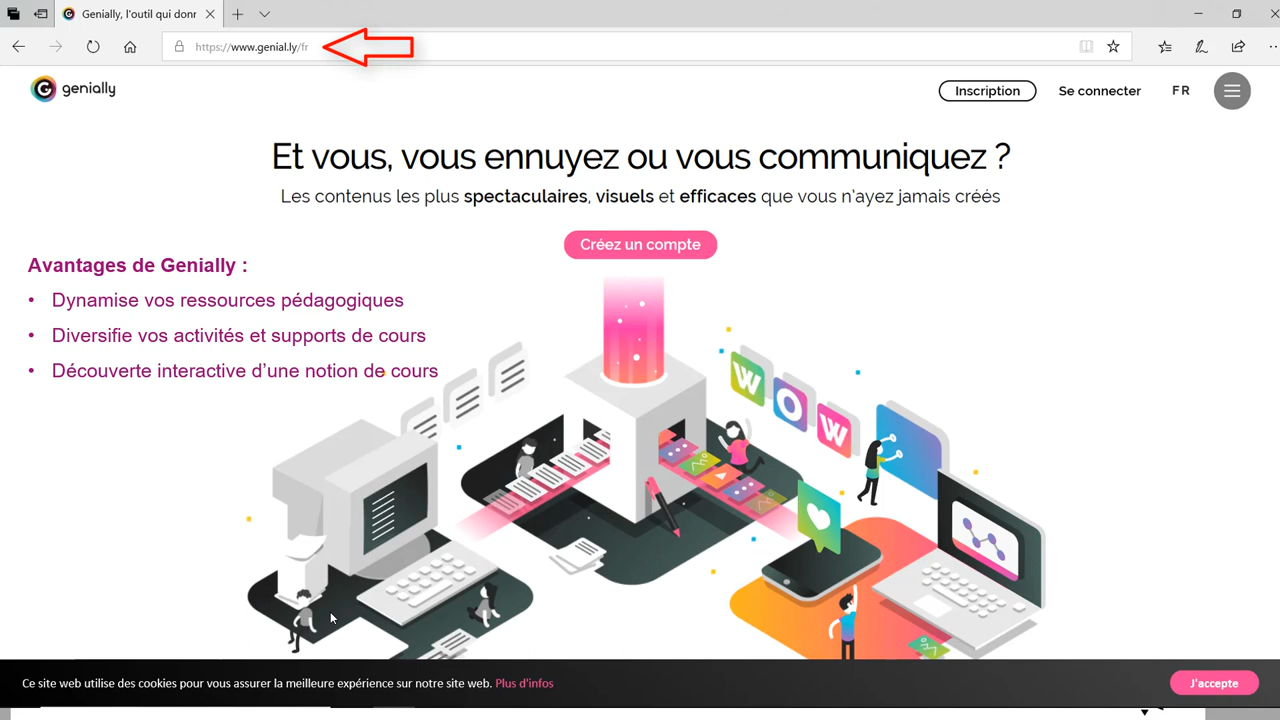 Genially, l'outil qui donr
https://www.genial.ly/fr
genially
Inscription
Se connecter
FR
Et vous, vous ennuyez ou vous communiquez ?
Les contenus les plus spectaculaires, visuels et efficaces que vous n'ayez jamais créés
Créez un compte
Avantages de Genially :
• Dynamise vos ressources pédagogiques
• Diversifie vos activités et supports de cours
• Découverte interactive d'une notion de cours
WOW
Ce site web utilise des cookies pour vous assurer la meilleure expérience sur notre site web. Plus d'infos
J'accepte